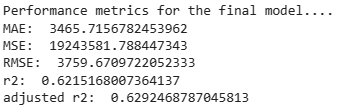 Performance metrics for the final model....
MAE:  3465.7156782453962
MSE:  19243581.788447343
RMSE:  3759.6709722052333
r2:  0.6215168007364137
adjusted r2:  0.6292468787045813